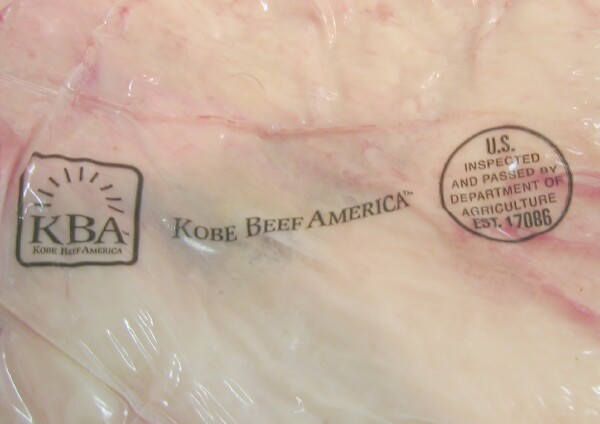 KBA
KOBE BEEF AMERICA
KOBE BEEF AMERICA™
U.S.
INSPECTED
AND PASSED BY
DEPARTMENT OF
AGRICULTURE
EST. 17086